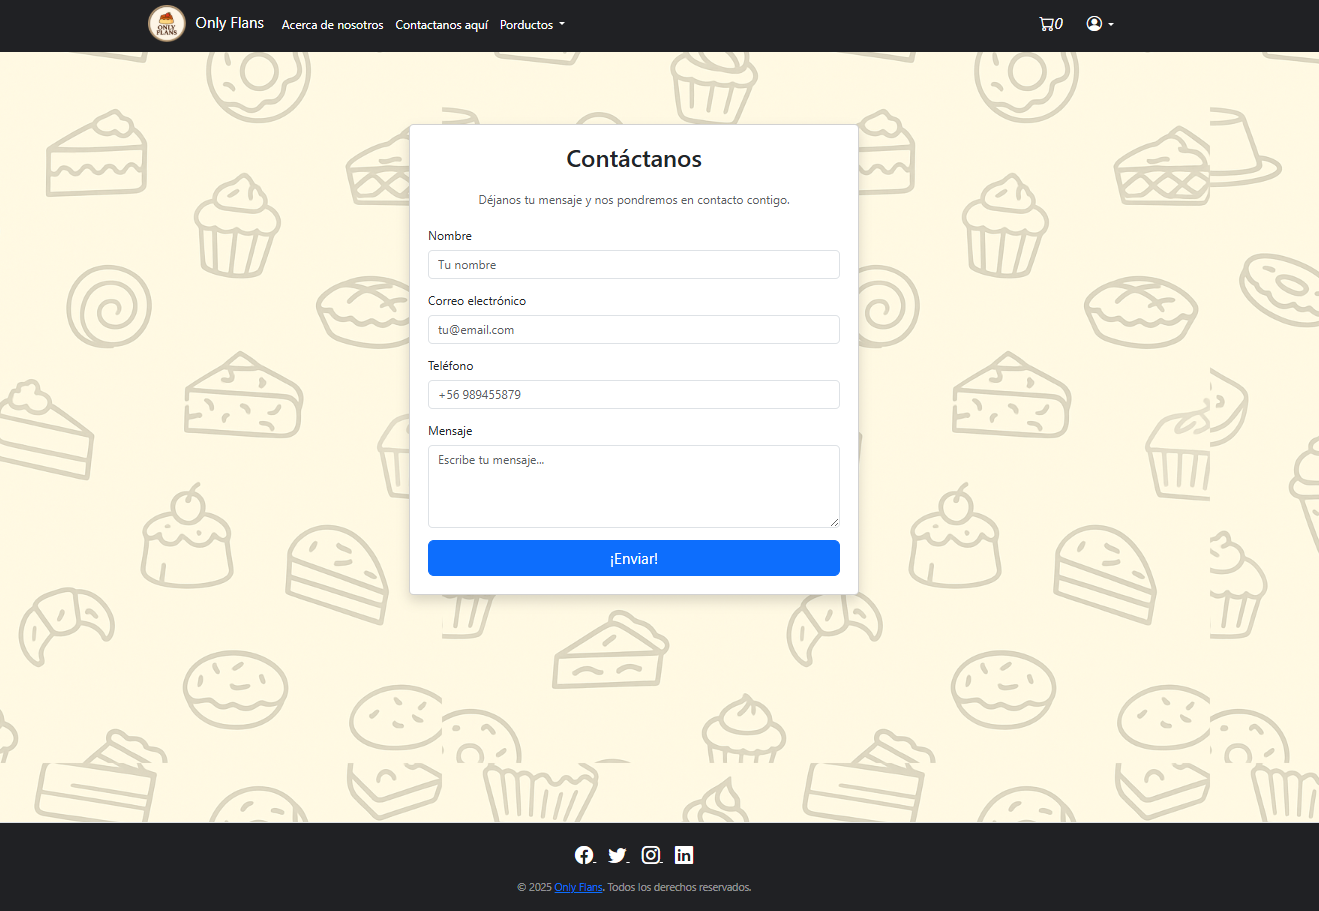 ONLY
FLANS
Only Flans
Acerca de nosotros
Contactanos aquí
Porductos
0
Contáctanos
Déjanos tu mensaje y nos pondremos en contacto contigo.
Nombre
Tu nombre
Correo electrónico
tu@email.com
Teléfono
+56 989455879
Mensaje
Escribe tu mensaje...
¡Enviar!
© 2025 Only Flans. Todos los derechos reservados.